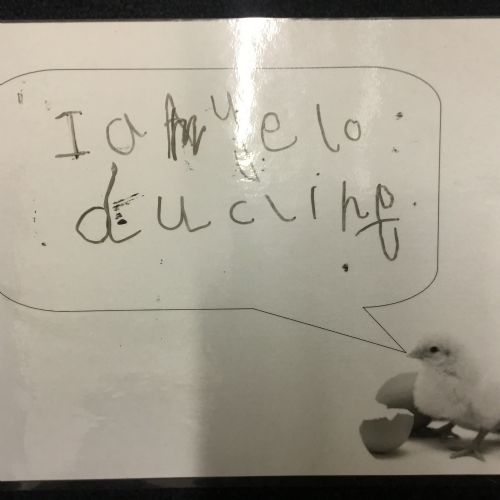 I am yelo
ducling.